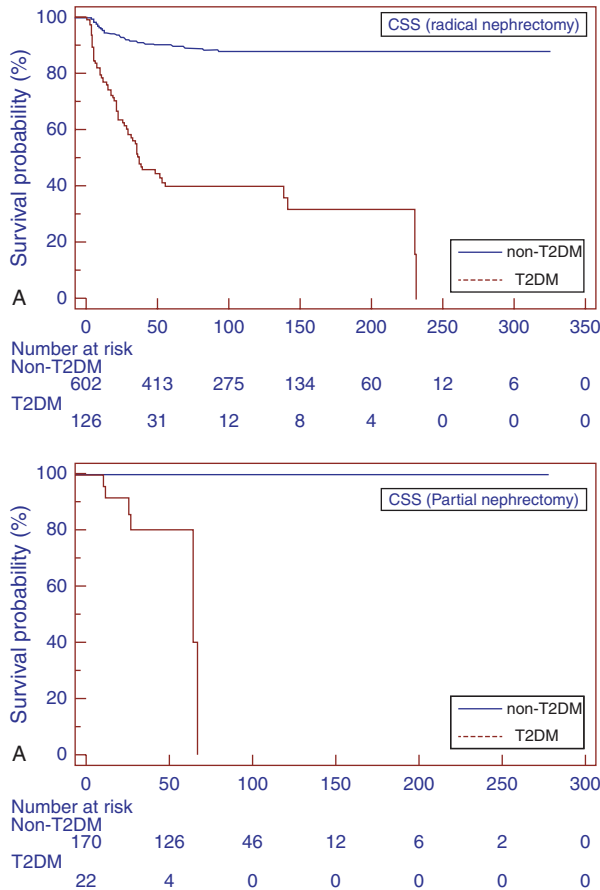 CSS (radical nephrectomy)
Survival probability (%)
100
80
60
40
20
0
non-T2DM
T2DM
A
0 50 100 150 200 250 300 350
Number at risk
Non-T2DM
602 413 275 134 60 12 6 0
T2DM
126 31 12 8 4 0 0 0
CSS (Partial nephrectomy)
Survival probability (%)
100
80
60
40
20
0
non-T2DM
T2DM
A
0 50 100 150 200 250 300
Number at risk
Non-T2DM
170 126 46 12 6 2 0
T2DM
22 4 0 0 0 0 0